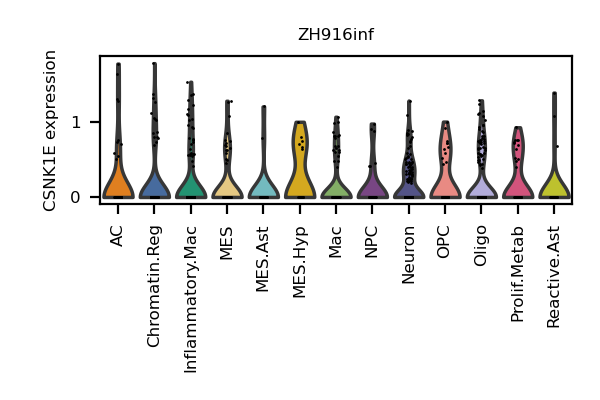 ZH916inf
CSNK1E expression
1
0
AC
Chromatin.Reg
Inflammatory.Mac
MES
MES.Ast
MES.Hyp
Mac
NPC
Neuron
OPC
Oligo
Prolif.Metab
Reactive.Ast